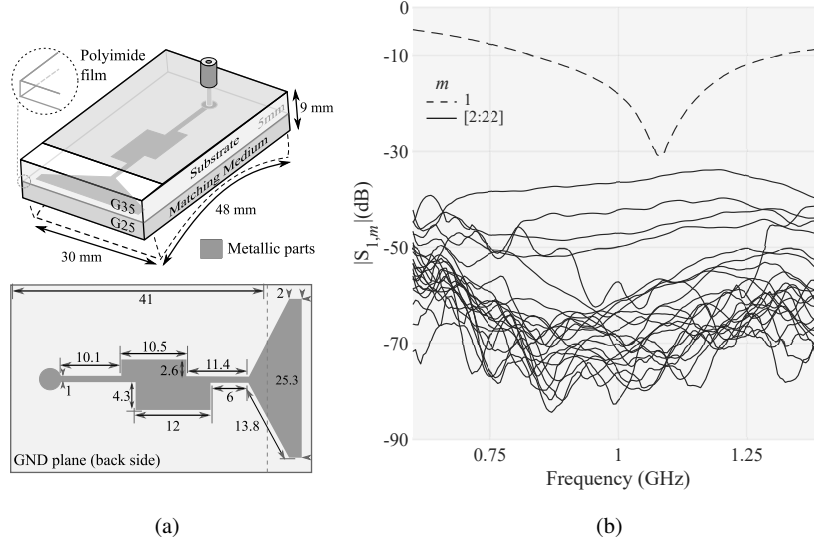 Polyimide
film
9 mm
5mm
Substrate
Matching Medium
G35
G25
48 mm
30 mm
Metallic parts
41
2
10.1
10.5
11.4
2.6
25.3
1
4.3
6
12
13.8
GND plane (back side)
(a)
0
-10
-30
-50
-70
-90
|S1,m|(dB)
m
1
[2:22]
0.75
1
1.25
Frequency (GHz)
(b)